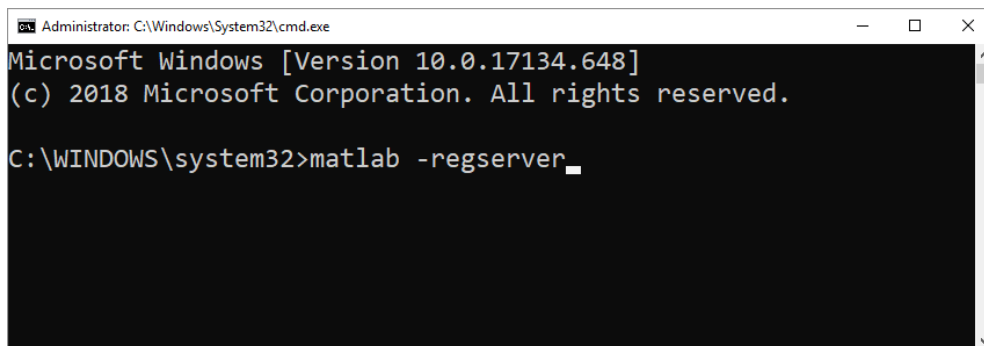 Administrator: C:\Windows\System32\cmd.exe
Microsoft Windows [Version 10.0.17134.648]
(c) 2018 Microsoft Corporation. All rights reserved.
C:\WINDOWS\system32>matlab -regserver